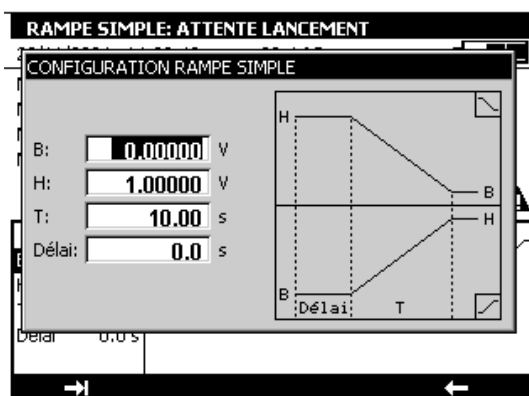 RAMPE SIMPLE: ATTENTE LANCEMENT
CONFIGURATION RAMPE SIMPLE
B: 0.00000 V
H: 1.00000 V
T: 10.00 s
Délai: 0.0 s
H
B
H
B
Délai T
Délai 0.0 s